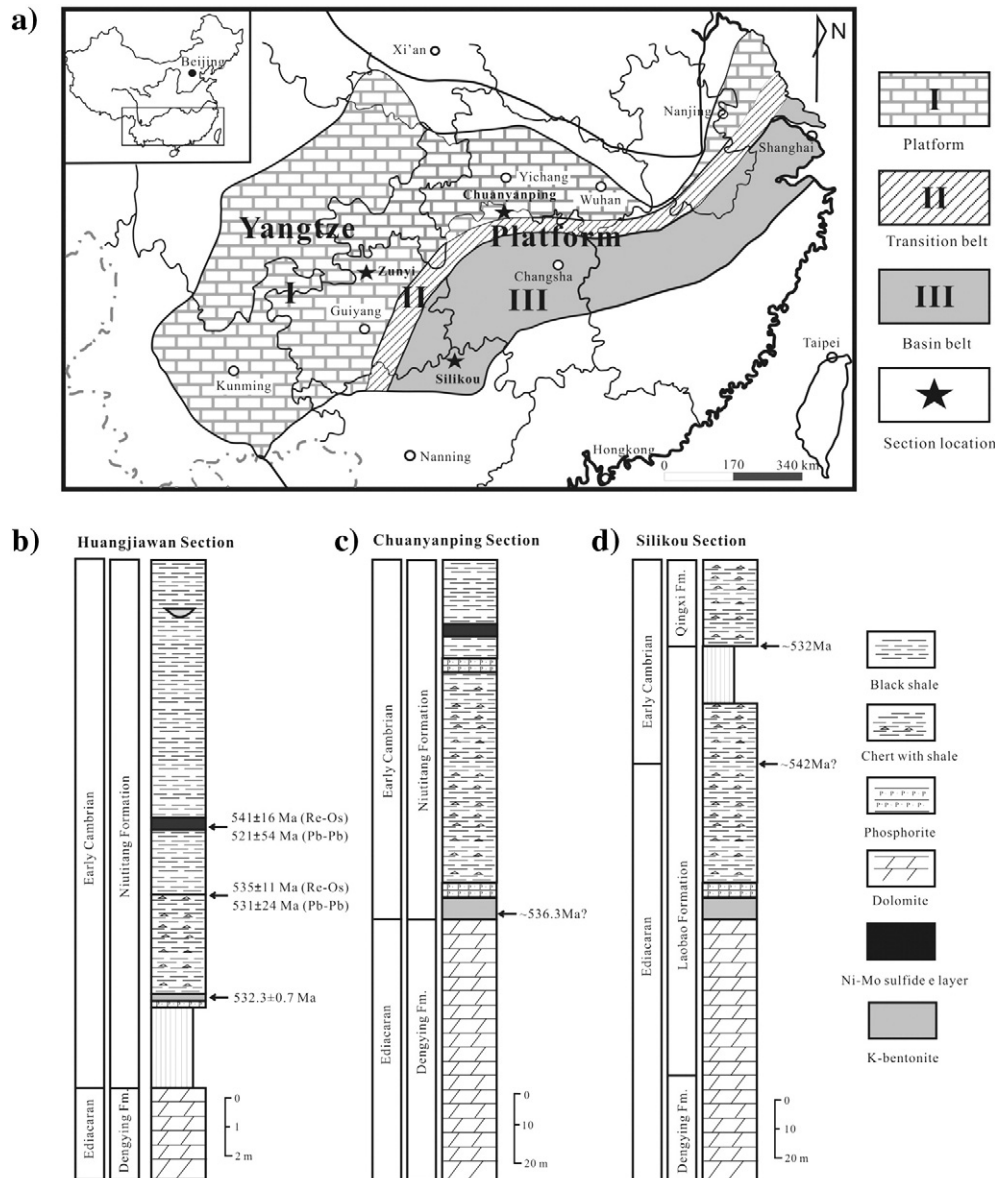 a)
Beijing
Xi'an
N
Nanjing
Shanghai
Yichang
Chuanyanping
Wuhan
Yangtze
Platform
Zunyi
Changsha
I
II
III
Guiyang
Kunming
Silikou
Taipei
Nanning
Hongkong
0 170 340 km
I
Platform
II
Transition belt
III
Basin belt
Section location
b)
Huangjiawan Section
Early Cambrian
Niutitang Formation
541±16 Ma (Re-Os)
521±54 Ma (Pb-Pb)
535±11 Ma (Re-Os)
531±24 Ma (Pb-Pb)
532.3±0.7 Ma
Ediacaran
Dengying Fm.
0
1
2 m
c)
Chuanyanping Section
Early Cambrian
Niutitang Formation
~536.3Ma?
Ediacaran
Dengying Fm.
0
10
20 m
d)
Silikou Section
Early Cambrian
Qingxi Fm.
~532Ma
~542Ma?
Ediacaran
Laobao Formation
Dengying Fm.
0
10
20 m
Black shale
Chert with shale
P P P P P
P P P P P
Phosphorite
Dolomite
Ni-Mo sulfid e layer
K-bentonite